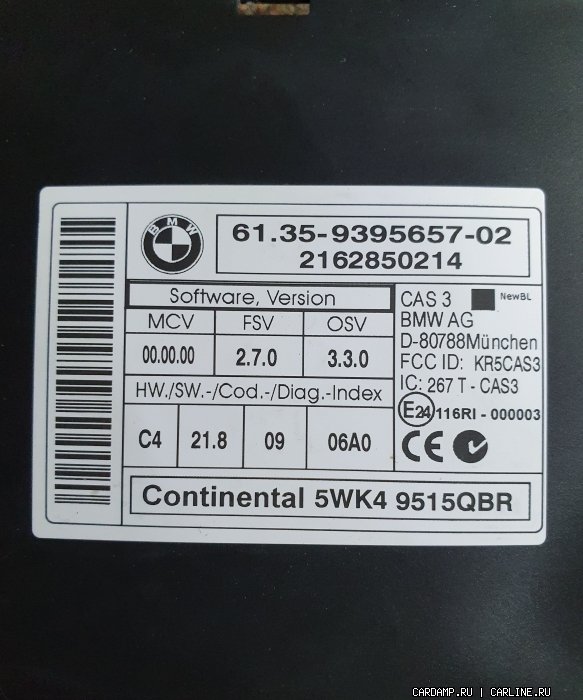 BMW
61.35-9395657-02
2162850214
Software, Version
MCV FSV OSV
00.00.00 2.7.0 3.3.0
HW./SW.-/Cod.-/Diag.-Index
C4 21.8 09 06A0
CAS 3 NewBL
BMW AG
D-80788München
FCC ID: KR5CAS3
IC: 267 T - CAS3
E24 116RI - 000003
CE
Continental 5WK4 9515QBR
CARDAMP.RU | CARLINE.RU